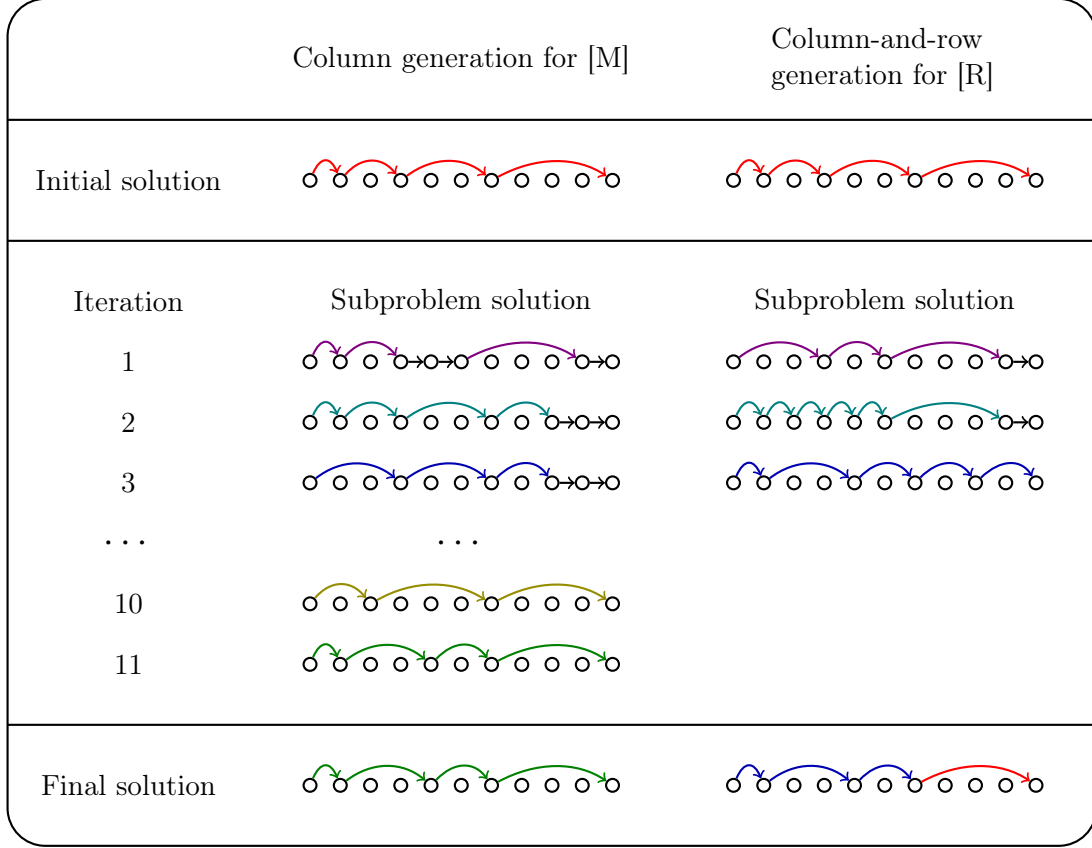 Column generation for [M]
Column-and-row
generation for [R]
Initial solution
Iteration
Subproblem solution
Subproblem solution
1
2
3
. . .
. . .
10
11
Final solution